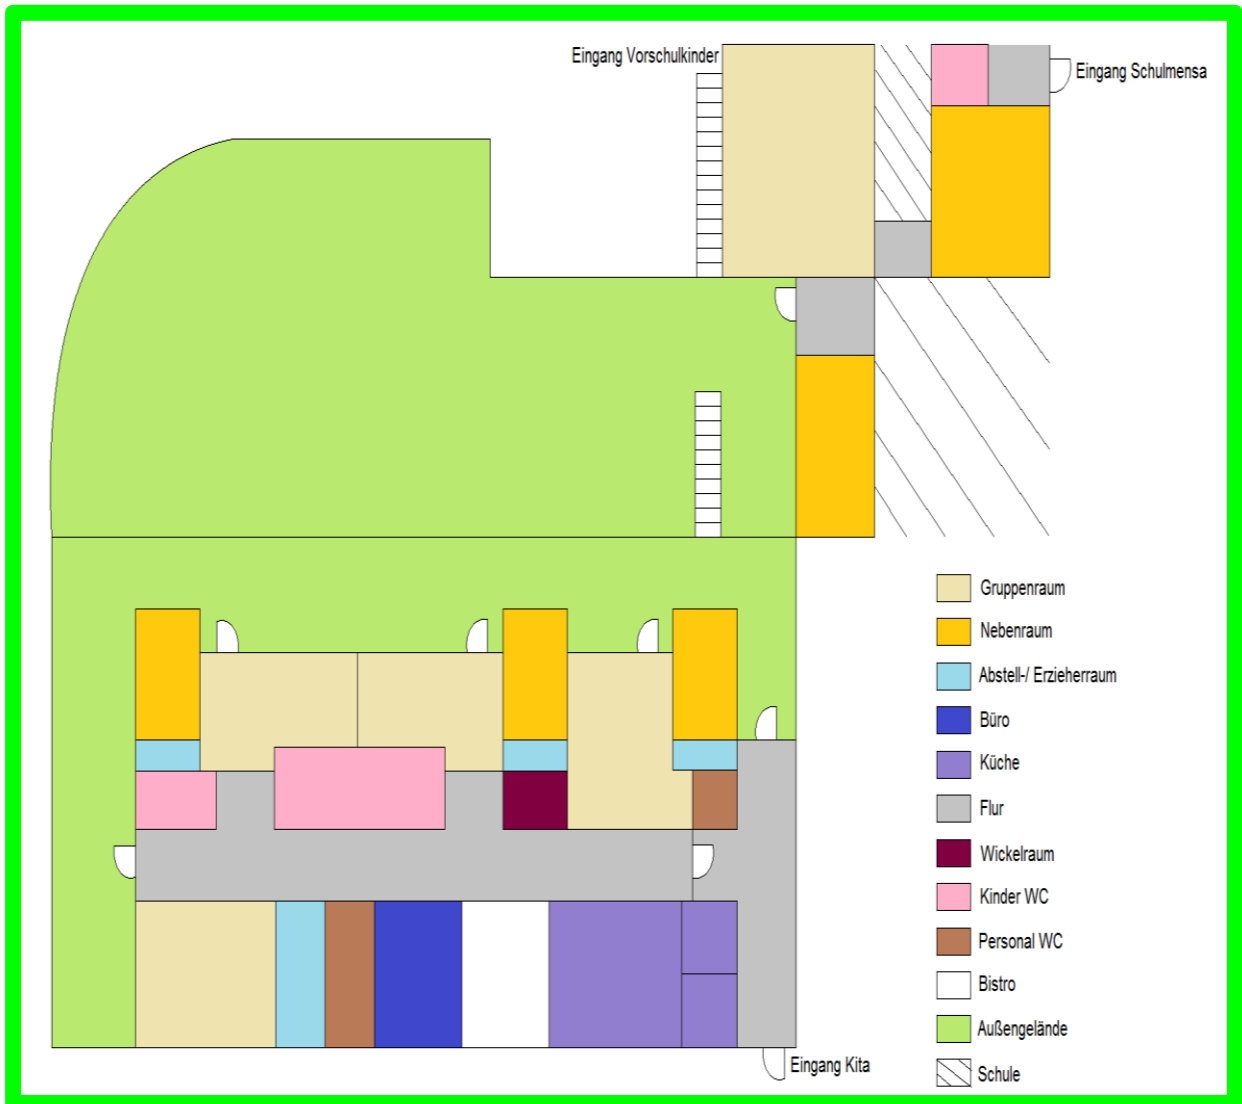 Eingang Vorschulkinder
Eingang Schulmensa
Gruppenraum
Nebenraum
Abstell-/ Erzieherraum
Büro
Küche
Flur
Wickelraum
Kinder WC
Personal WC
Bistro
Außengelände
Schule
Eingang Kita